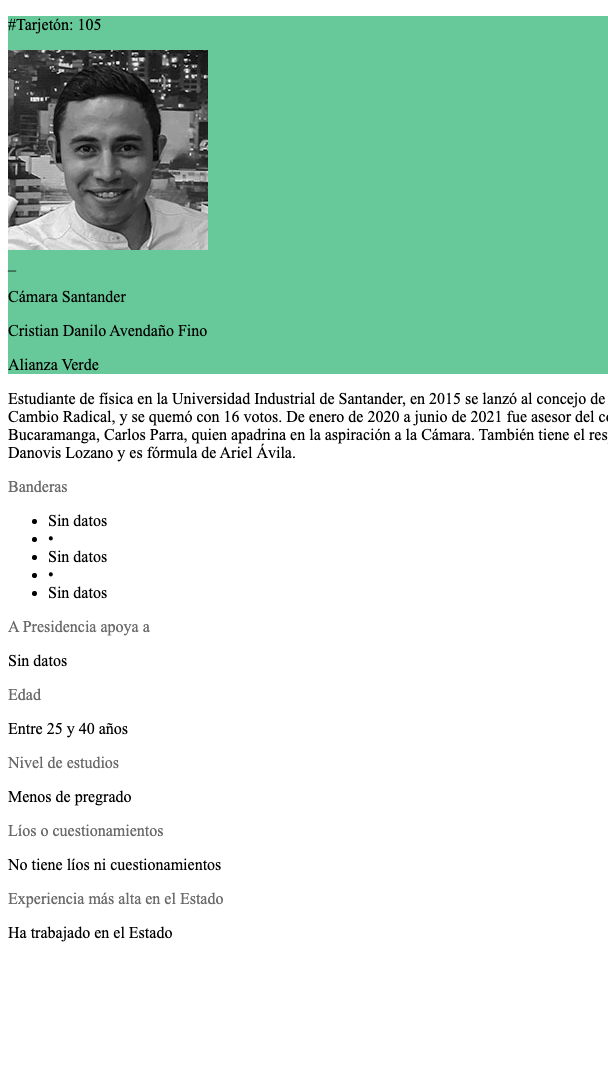 #Tarjetón: 105
_
Cámara Santander
Cristian Danilo Avendaño Fino
Alianza Verde
Estudiante de física en la Universidad Industrial de Santander, en 2015 se lanzó al concejo de
Cambio Radical, y se quemó con 16 votos. De enero de 2020 a junio de 2021 fue asesor del
Bucaramanga, Carlos Parra, quien apadrina en la aspiración a la Cámara. También tiene el
Danovis Lozano y es fórmula de Ariel Ávila.
Banderas
• Sin datos
• •
• Sin datos
• •
• Sin datos
A Presidencia apoya a
Sin datos
Edad
Entre 25 y 40 años
Nivel de estudios
Menos de pregrado
Líos o cuestionamientos
No tiene líos ni cuestionamientos
Experiencia más alta en el Estado
Ha trabajado en el Estado